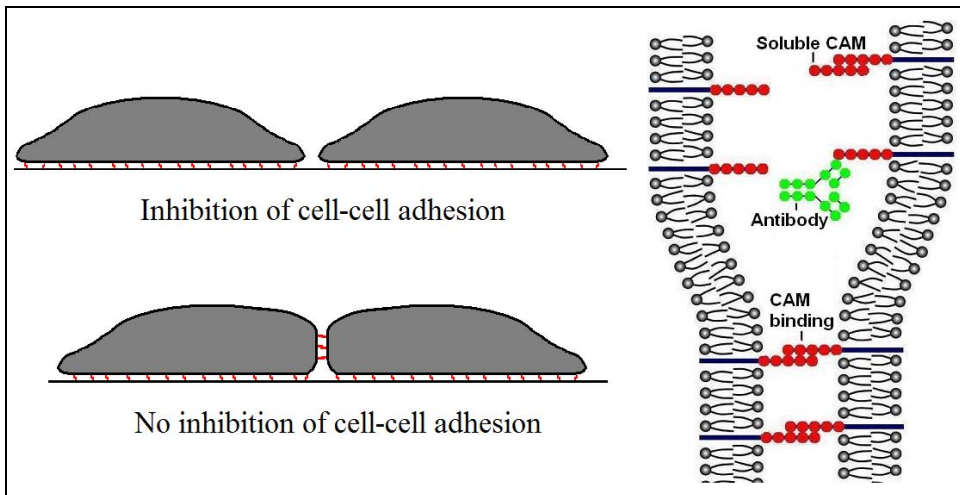 Inhibition of cell-cell adhesion
No inhibition of cell-cell adhesion
Soluble CAM
Antibody
CAM
binding